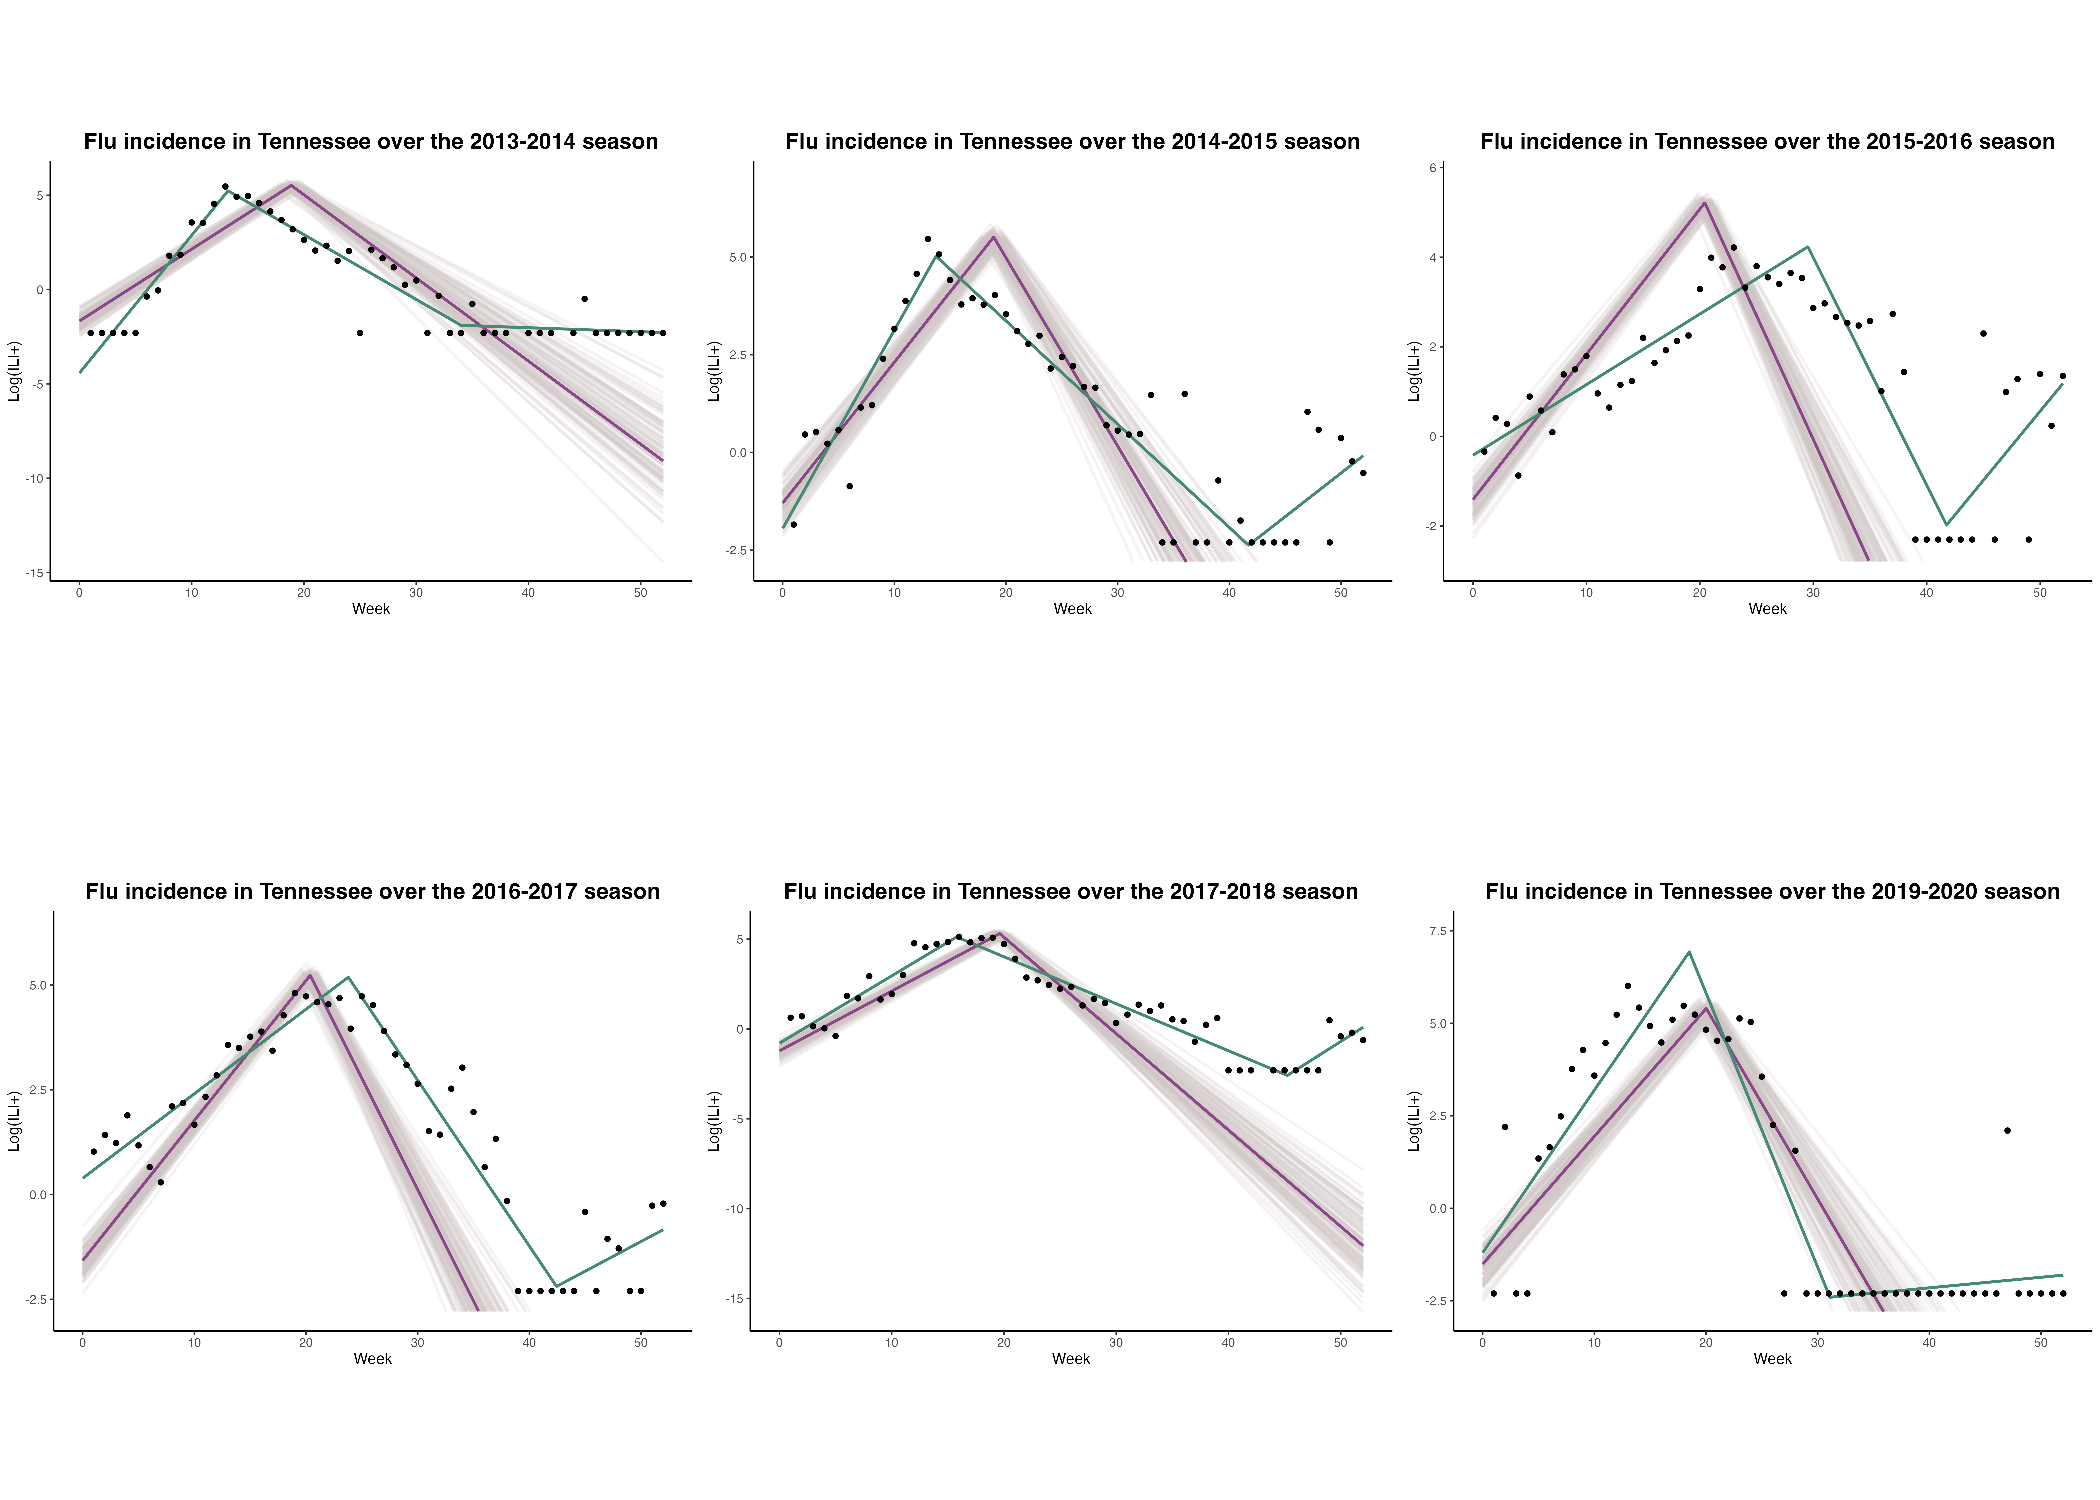 Flu incidence in Tennessee over the 2013-2014 season
5
0
-5
-10
-15
Log(ILI+)
0 10 20 30 40 50
Week
Flu incidence in Tennessee over the 2014-2015 season
5.0
2.5
0.0
-2.5
Log(ILI+)
0 10 20 30 40 50
Week
Flu incidence in Tennessee over the 2015-2016 season
6
4
2
0
-2
Log(ILI+)
0 10 20 30 40 50
Week
Flu incidence in Tennessee over the 2016-2017 season
5.0
2.5
0.0
-2.5
Log(ILI+)
0 10 20 30 40 50
Week
Flu incidence in Tennessee over the 2017-2018 season
5
0
-5
-10
-15
Log(ILI+)
0 10 20 30 40 50
Week
Flu incidence in Tennessee over the 2019-2020 season
7.5
5.0
2.5
0.0
-2.5
Log(ILI+)
0 10 20 30 40 50
Week